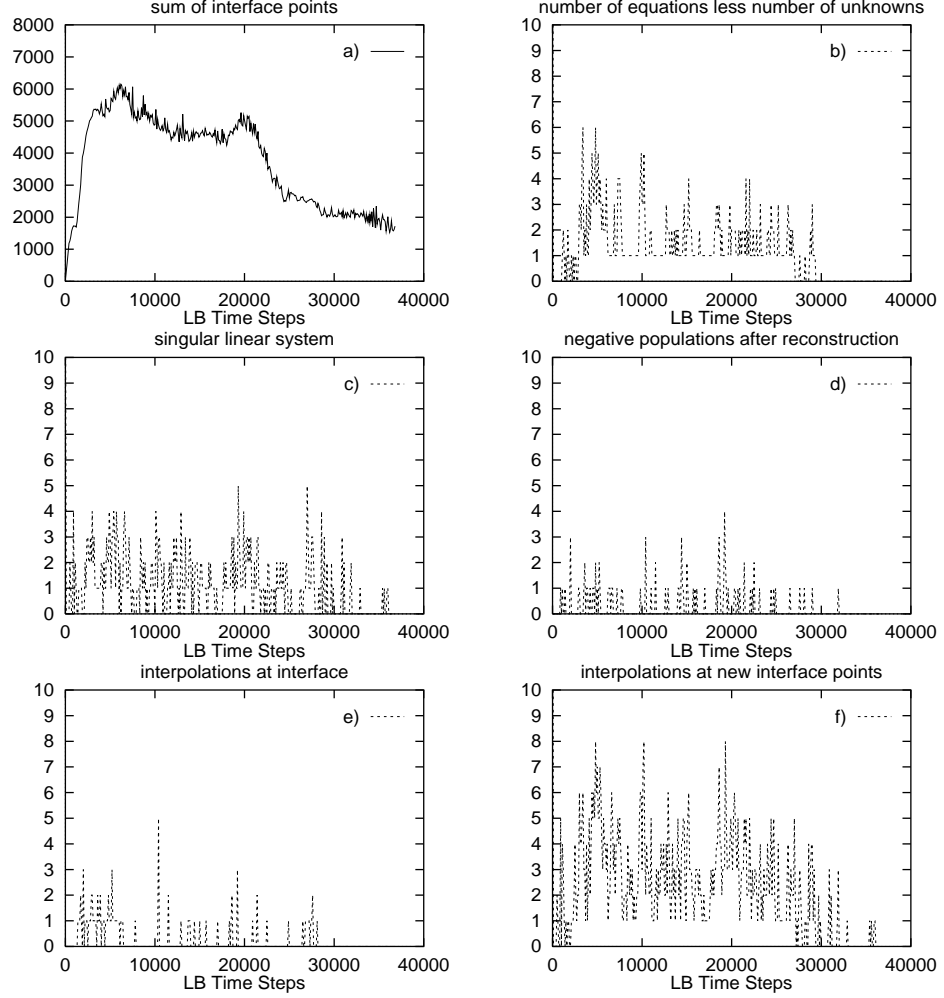 sum of interface points
8000
7000
6000
5000
4000
3000
2000
1000
0
a)
0 10000 20000 30000 40000
LB Time Steps
number of equations less number of unknowns
10
9
8
7
6
5
4
3
2
1
0
b)
0 10000 20000 30000 40000
LB Time Steps
singular linear system
10
9
8
7
6
5
4
3
2
1
0
c)
0 10000 20000 30000 40000
LB Time Steps
negative populations after reconstruction
10
9
8
7
6
5
4
3
2
1
0
d)
0 10000 20000 30000 40000
LB Time Steps
interpolations at interface
10
9
8
7
6
5
4
3
2
1
0
e)
0 10000 20000 30000 40000
LB Time Steps
interpolations at new interface points
10
9
8
7
6
5
4
3
2
1
0
f)
0 10000 20000 30000 40000
LB Time Steps